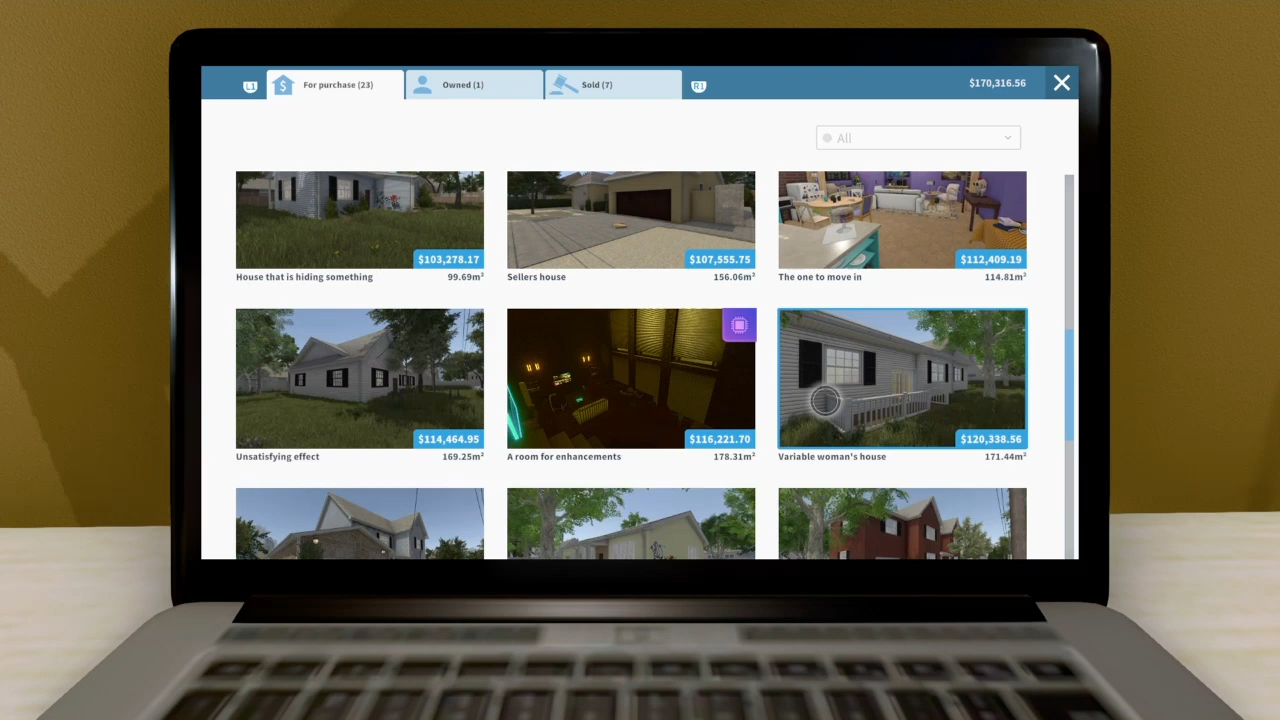 L1
For purchase (23)
Owned (1)
Sold (7)
R1
$170,316.56
All
$103,278.17
$107,555.75
$112,409.19
House that is hiding something 99.69m²
Sellers house 156.06m²
The one to move in 114.81m²
$114,464.95
$116,221.70
$120,338.56
Unsatisfying effect 169.25m²
A room for enhancements 178.31m²
Variable woman's house 171.44m²